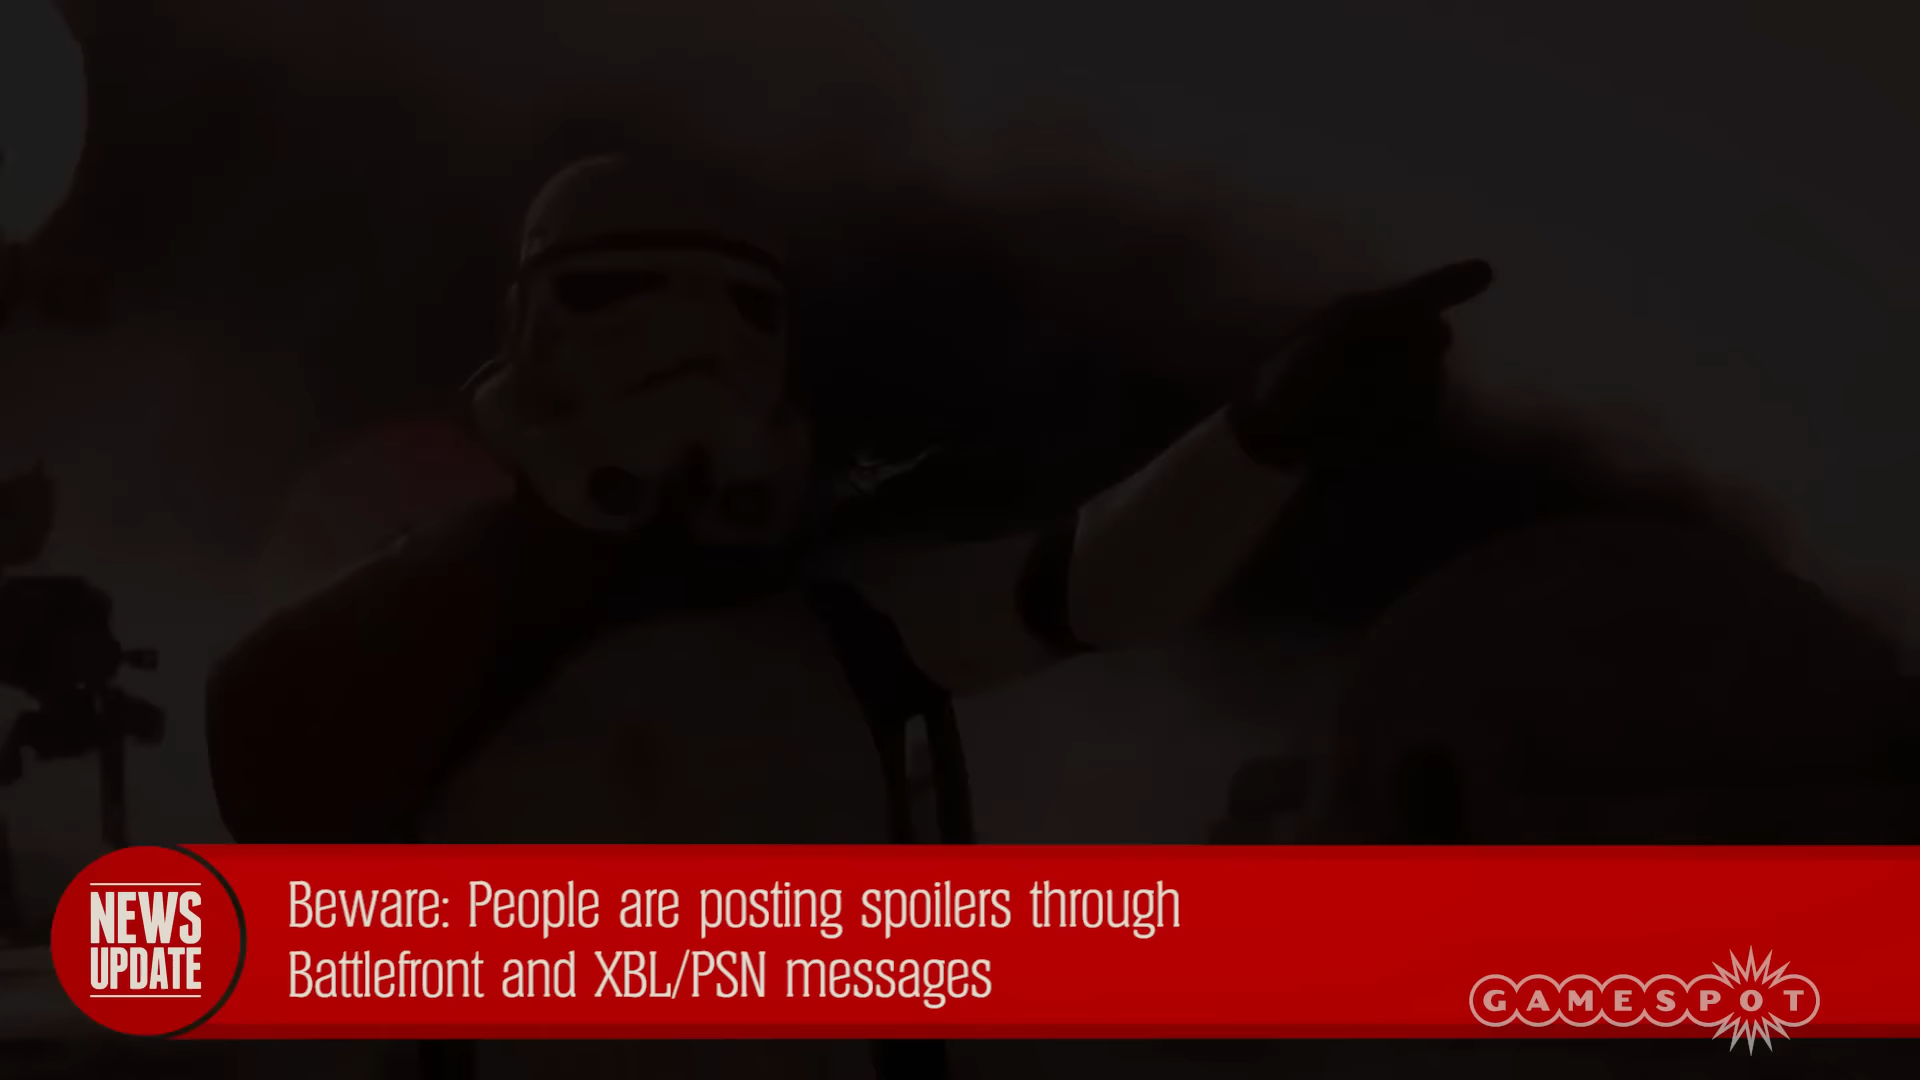 NEWS
UPDATE
Beware: People are posting spoilers through
Battlefront and XBL/PSN messages
GAMESPOT